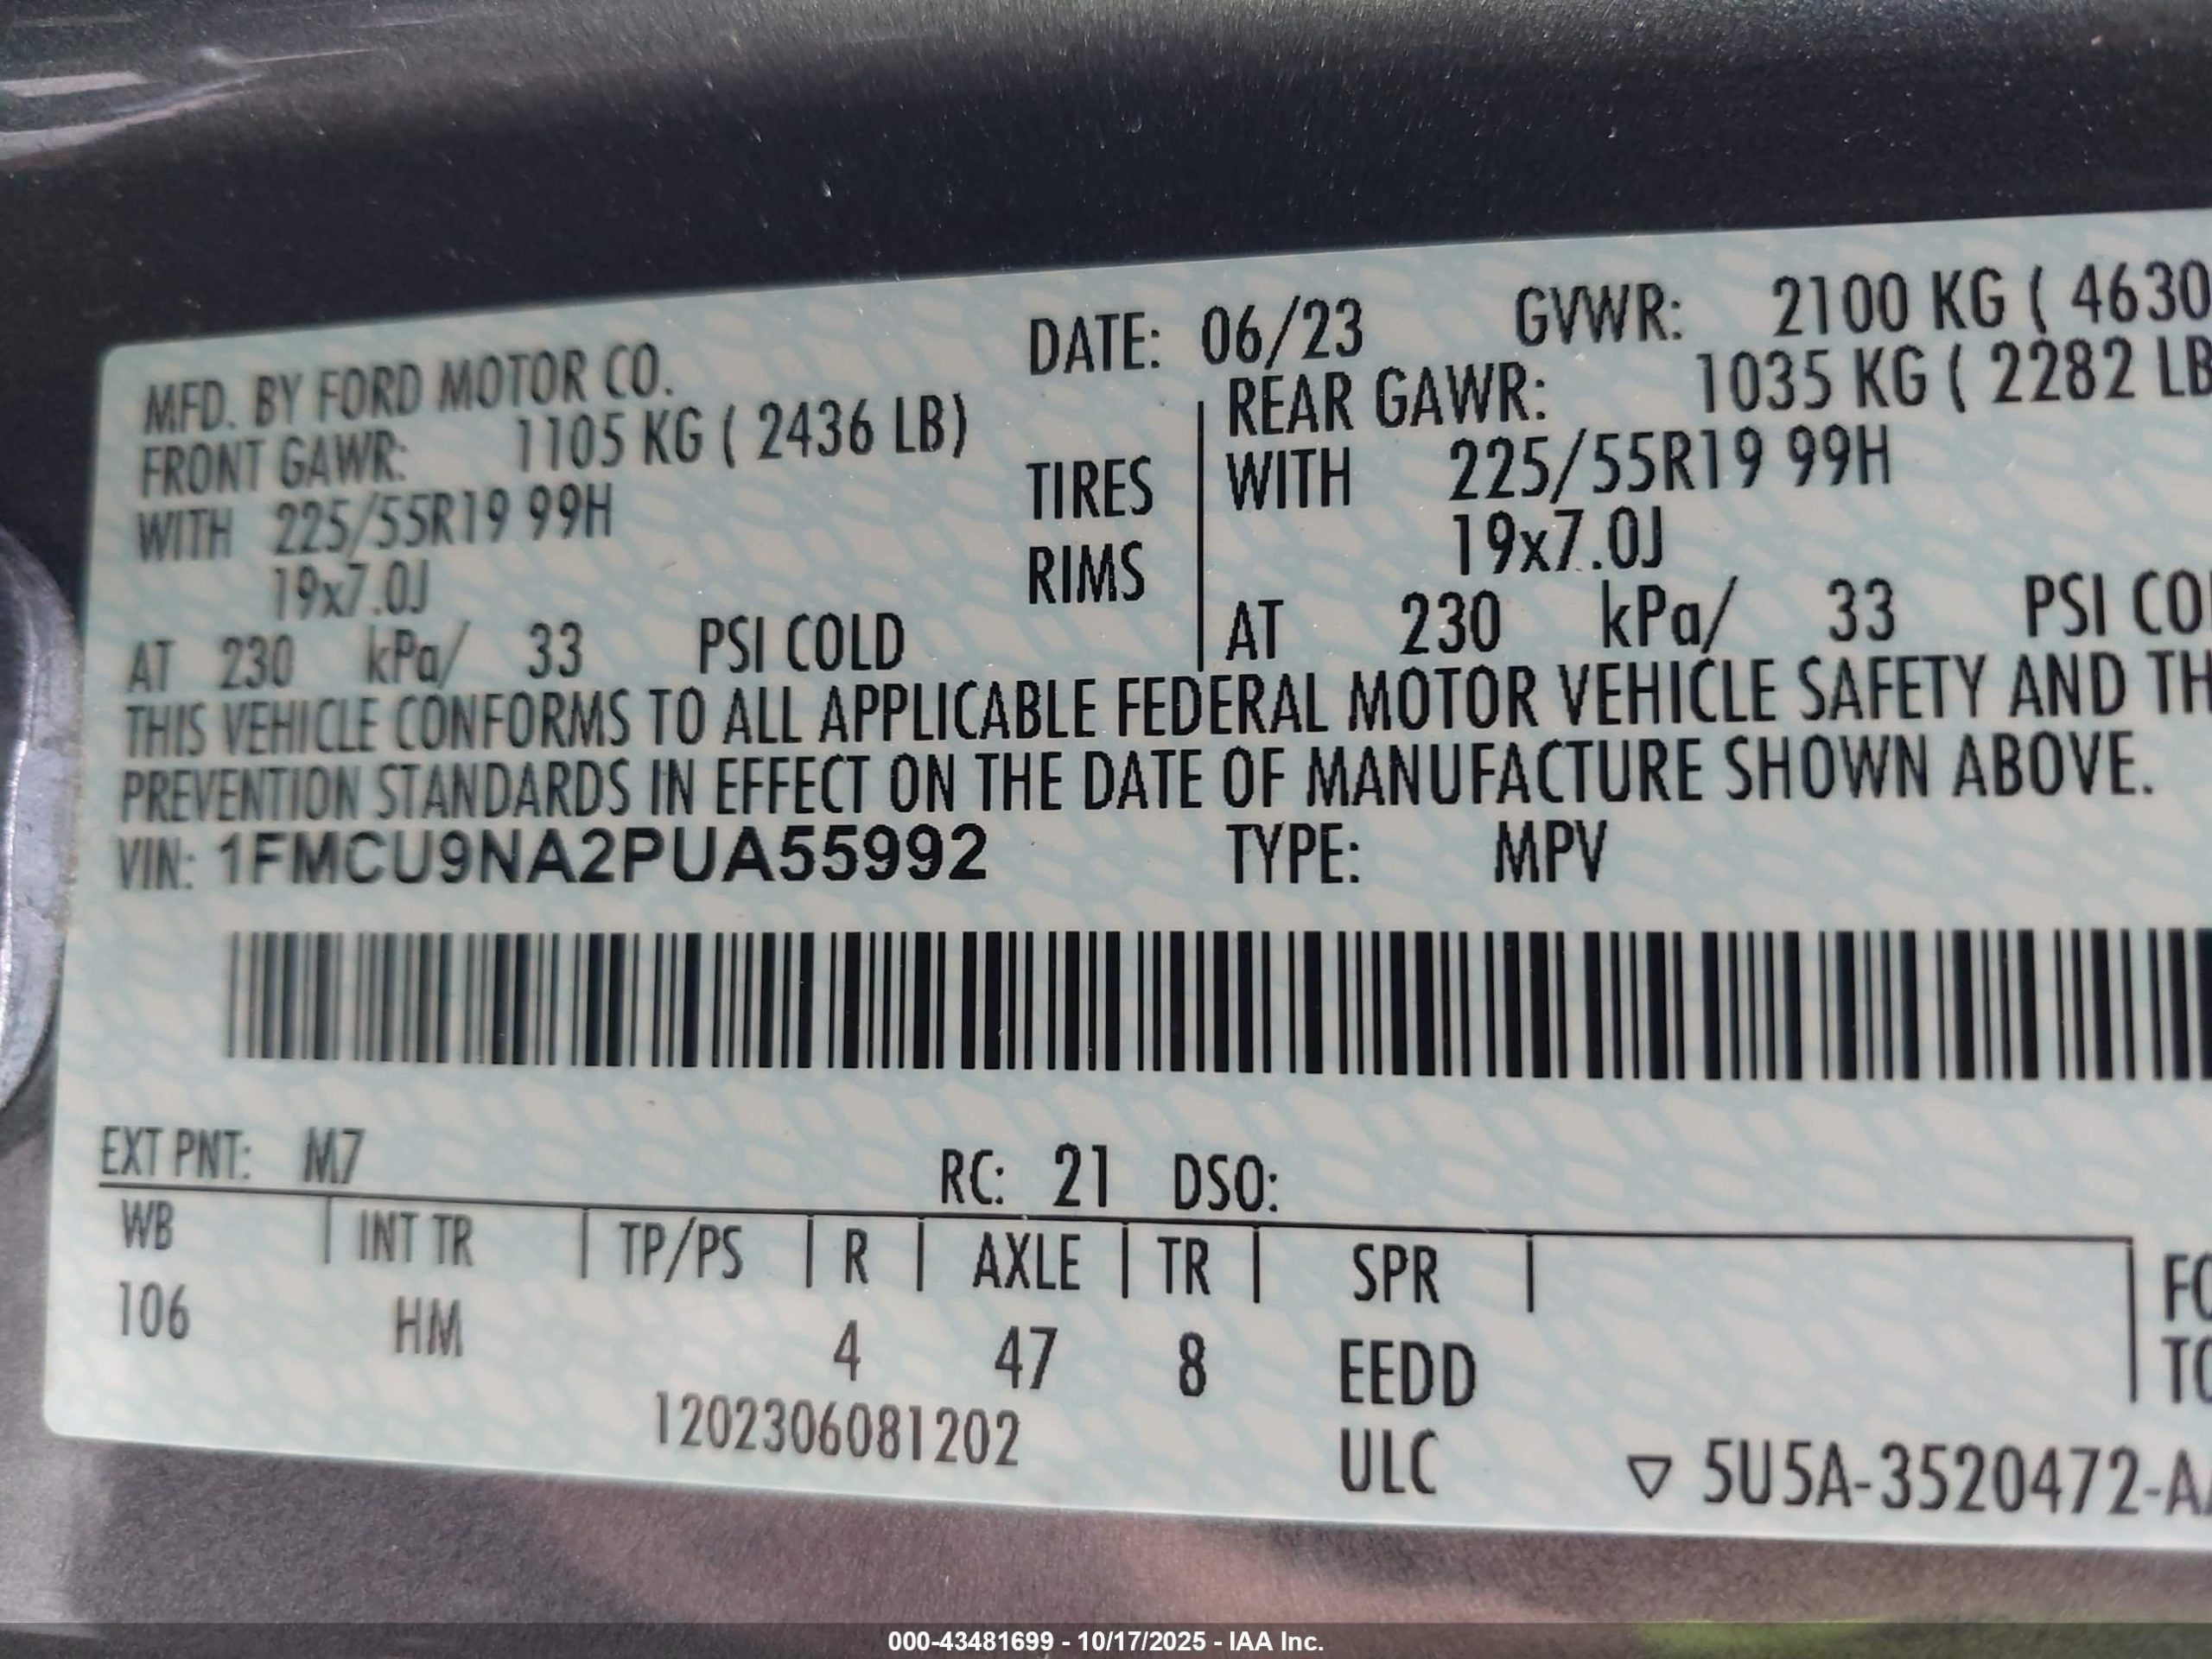 MFD. BY FORD MOTOR CO. DATE: 06/23 GVWR: 2100 KG ( 4630
FRONT GAWR: 1105 KG ( 2436 LB) REAR GAWR: 1035 KG ( 2282 LB
WITH 225/55R19 99H TIRES WITH 225/55R19 99H
19x7.0J RIMS 19x7.0J
AT 230 kPa/ 33 PSI COLD AT 230 kPa/ 33 PSI CO
THIS VEHICLE CONFORMS TO ALL APPLICABLE FEDERAL MOTOR VEHICLE SAFETY AND TH
PREVENTION STANDARDS IN EFFECT ON THE DATE OF MANUFACTURE SHOWN ABOVE.
VIN: 1FMCU9NA2PUA55992 TYPE: MPV
EXT PNT: M7 RC: 21 DSO:
WB | INT TR | TP/PS | R | AXLE | TR | SPR | FO
106 HM 4 47 8 EEDD TO
1202306081202 ULC ▽ 5U5A-3520472-AA
000-43481699 - 10/17/2025 - IAA Inc.